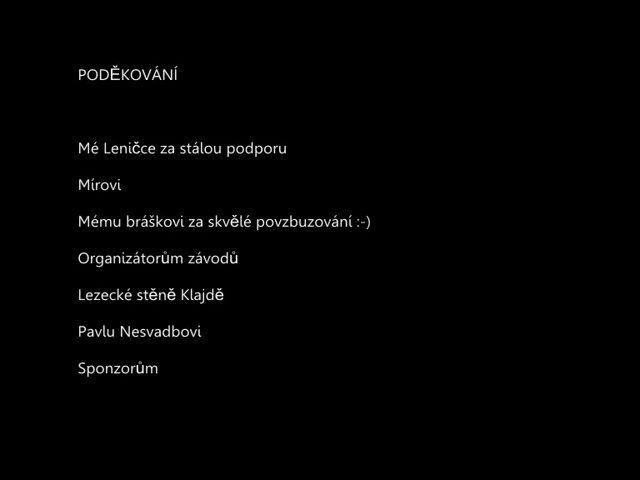 PODĚKOVÁNÍ
Mé Leničce za stálou podporu
Mírovi
Mému bráškovi za skvělé povzbuzování :-)
Organizátorům závodů
Lezecké stěně Klajdě
Pavlu Nesvadbovi
Sponzorům